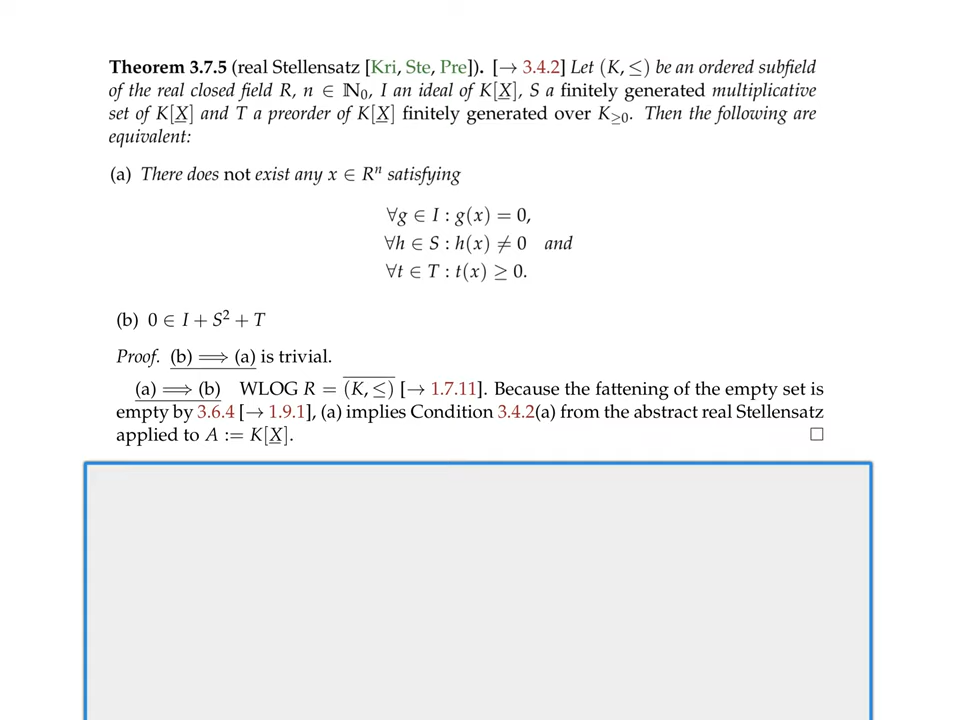 Theorem 3.7.5 (real Stellensatz [Kri, Ste, Pre]). [→ 3.4.2] Let (K, ≤) be an ordered subfield
of the real closed field R, n ∈ ℕ₀, I an ideal of K[X̲], S a finitely generated multiplicative
set of K[X̲] and T a preorder of K[X̲] finitely generated over K≥0. Then the following are
equivalent:
(a) There does not exist any x ∈ Rⁿ satisfying
∀g ∈ I : g(x) = 0,
∀h ∈ S : h(x) ≠ 0 and
∀t ∈ T : t(x) ≥ 0.
(b) 0 ∈ I + S² + T
Proof. (b) ⟹ (a) is trivial.
(a) ⟹ (b) WLOG R = \overline{(K, ≤)} [→ 1.7.11]. Because the fattening of the empty set is
empty by 3.6.4 [→ 1.9.1], (a) implies Condition 3.4.2(a) from the abstract real Stellensatz
applied to A := K[X̲]. □